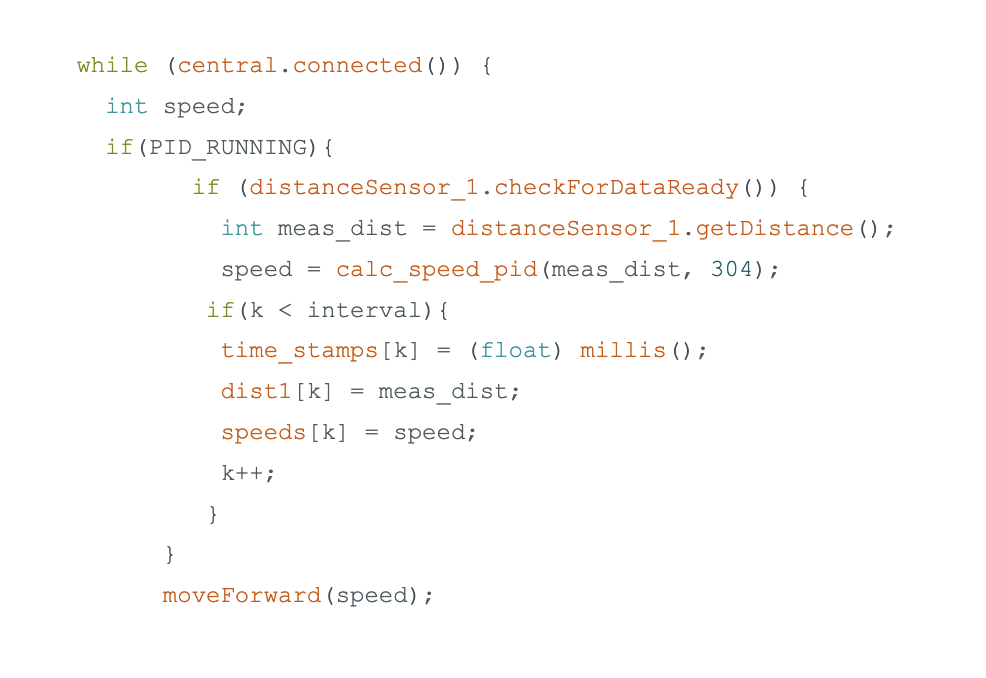 while (central.connected()) {
  int speed;
  if(PID_RUNNING){
        if (distanceSensor_1.checkForDataReady()) {
          int meas_dist = distanceSensor_1.getDistance();
          speed = calc_speed_pid(meas_dist, 304);
         if(k < interval){
          time_stamps[k] = (float) millis();
          dist1[k] = meas_dist;
          speeds[k] = speed;
          k++;
         }
      }
      moveForward(speed);